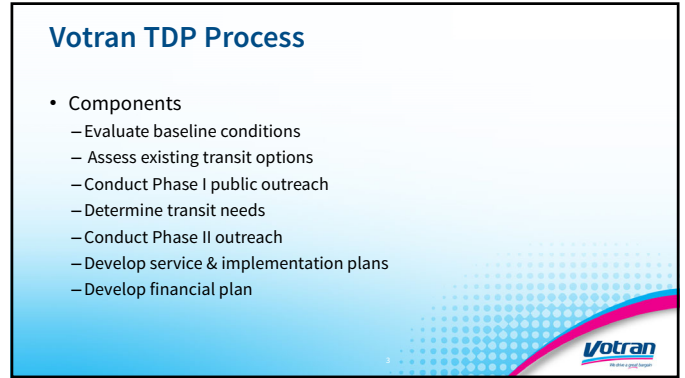 Votran TDP Process
• Components
– Evaluate baseline conditions
– Assess existing transit options
– Conduct Phase I public outreach
– Determine transit needs
– Conduct Phase II outreach
– Develop service & implementation plans
– Develop financial plan
Votran